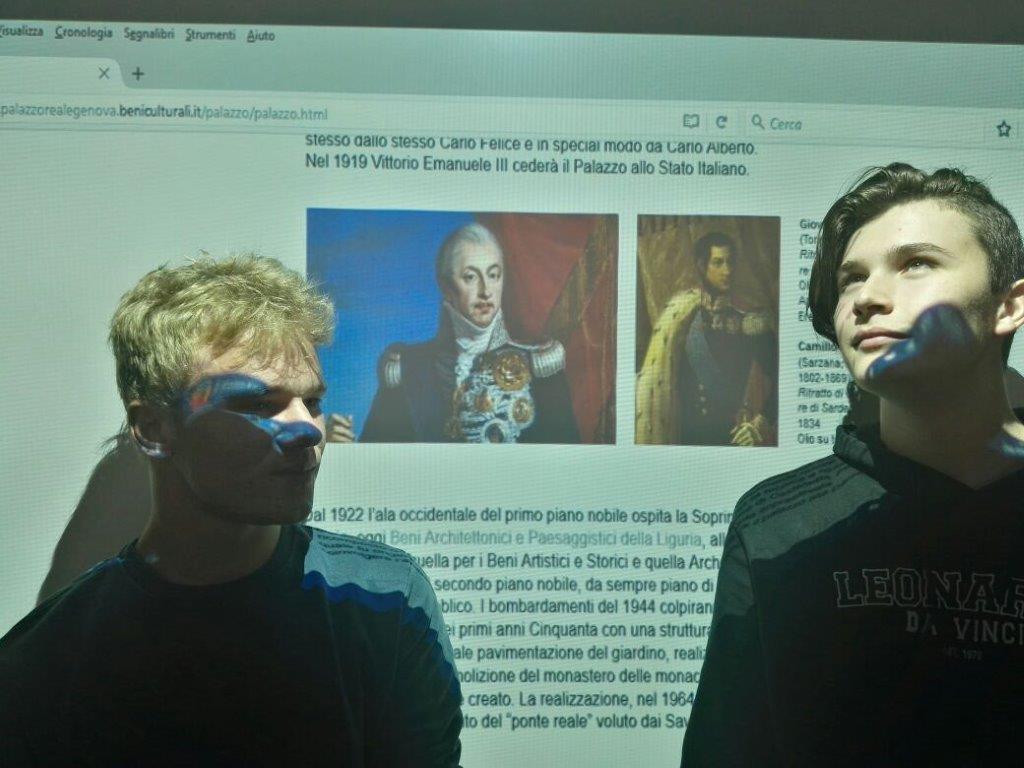 Visualizza Cronologia Segnalibri Strumenti Aiuto
palazzorealegenova.beniculturali.it/palazzo/palazzo.html
Cerca
stesso dallo stesso Carlo Felice e in special modo da Carlo Alberto.
Nel 1919 Vittorio Emanuele III cederà il Palazzo allo Stato Italiano.
Camillo
(Sarzana,
1802-1869
Ritratto di
re di Sarde
1834
Olio su
Dal 1922 l'ala occidentale del primo piano nobile ospita la Soprin
oggi Beni Architettonici e Paesaggistici della Liguria, all
quella per i Beni Artistici e Storici e quella Arch
secondo piano nobile, da sempre piano di
blico. I bombardamenti del 1944 colpiran
ei primi anni Cinquanta con una struttura
ale pavimentazione del giardino, realiz
molizione del monastero delle monac
creato. La realizzazione, nel 1964
to del "ponte reale" voluto dai Sav
LEONAR
DA VINCI